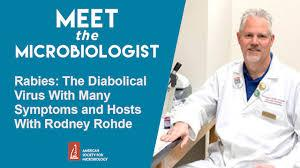 MEET
the
MICROBIOLOGIST
Rabies: The Diabolical
Virus With Many
Symptoms and Hosts
With Rodney Rohde
AMERICAN
SOCIETY FOR
MICROBIOLOGY